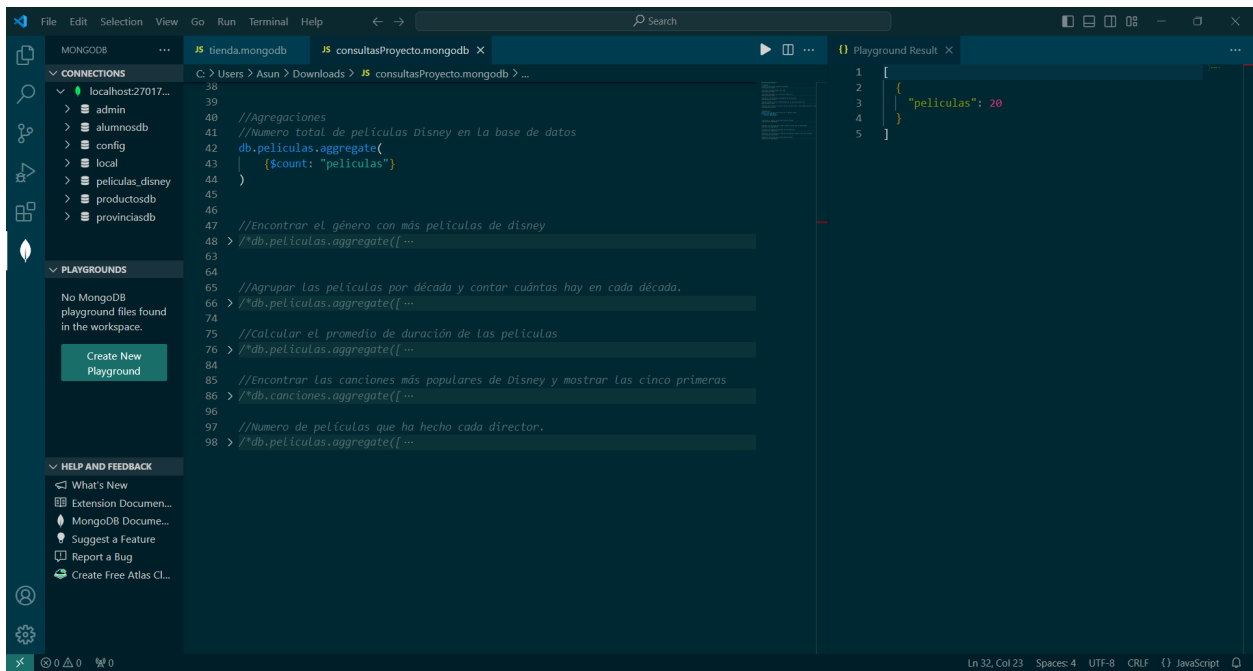 File Edit Selection View Go Run Terminal Help
Search
MONGODB
CONNECTIONS
localhost:27017...
admin
alumnosdb
config
local
peliculas_disney
productosdb
provinciasdb
PLAYGROUNDS
No MongoDB
playground files found
in the workspace.
Create New
Playground
HELP AND FEEDBACK
What's New
Extension Documen...
MongoDB Docume...
Suggest a Feature
Report a Bug
Create Free Atlas Cl...
JS tienda.mongodb JS consultasProyecto.mongodb
C: > Users > Asun > Downloads > JS consultasProyecto.mongodb > ...
38
39
40 //Agregaciones
41 //Numero total de películas Disney en la base de datos
42 db.peliculas.aggregate(
43 {$count: "peliculas"}
44 )
45
46
47 //Encontrar el género con más películas de disney
48 > /*db.peliculas.aggregate([ ...
63
64
65 //Agrupar las películas por década y contar cuántas hay en cada década.
66 > /*db.peliculas.aggregate([ ...
74
75 //Calcular el promedio de duración de las películas
76 > /*db.peliculas.aggregate([ ...
84
85 //Encontrar las canciones más populares de Disney y mostrar las cinco primeras
86 > /*db.canciones.aggregate([ ...
96
97 //Numero de películas que ha hecho cada director.
98 > /*db.peliculas.aggregate([ ...
{} Playground Result
1 [
2 {
3 "peliculas": 20
4 }
5 ]
0 0 0
Ln 32, Col 23 Spaces: 4 UTF-8 CRLF {} JavaScript